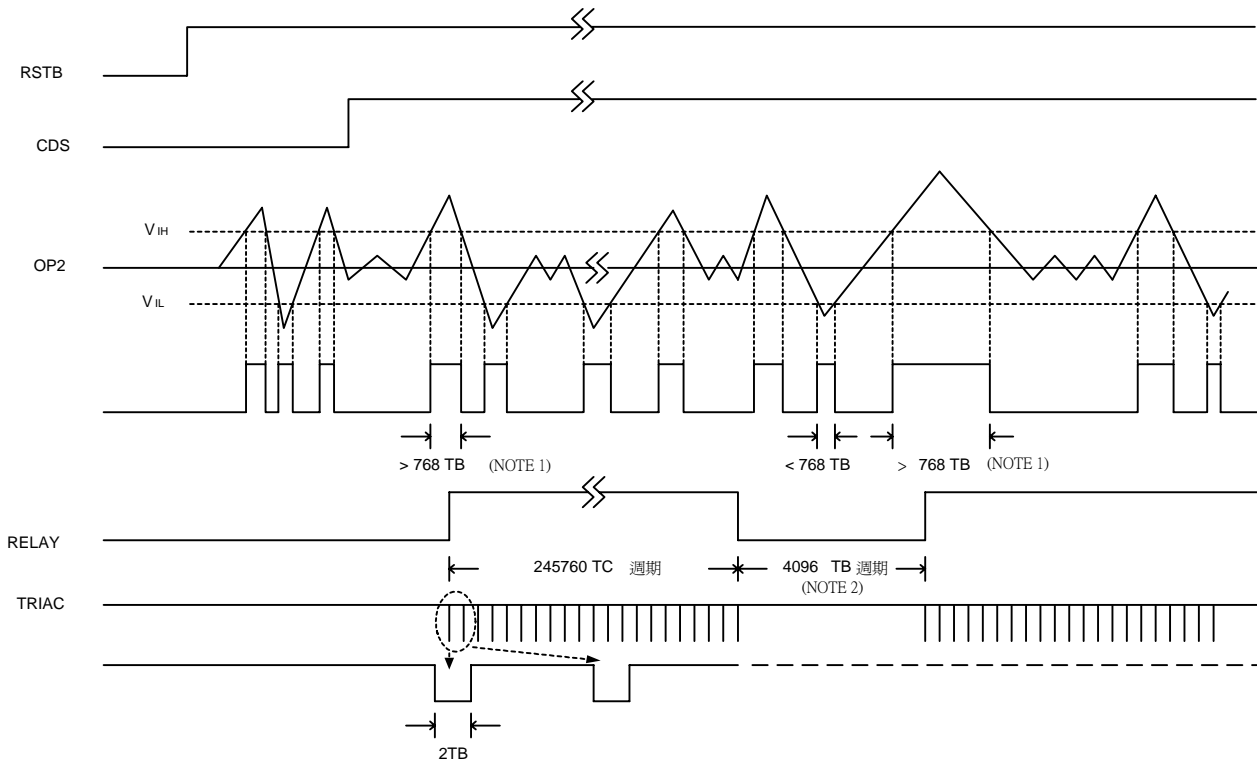 RSTB
CDS
V IH
OP2
V IL
> 768 TB (NOTE 1)
< 768 TB
> 768 TB (NOTE 1)
RELAY
245760 TC 週期
4096 TB 週期
(NOTE 2)
TRIAC
2TB